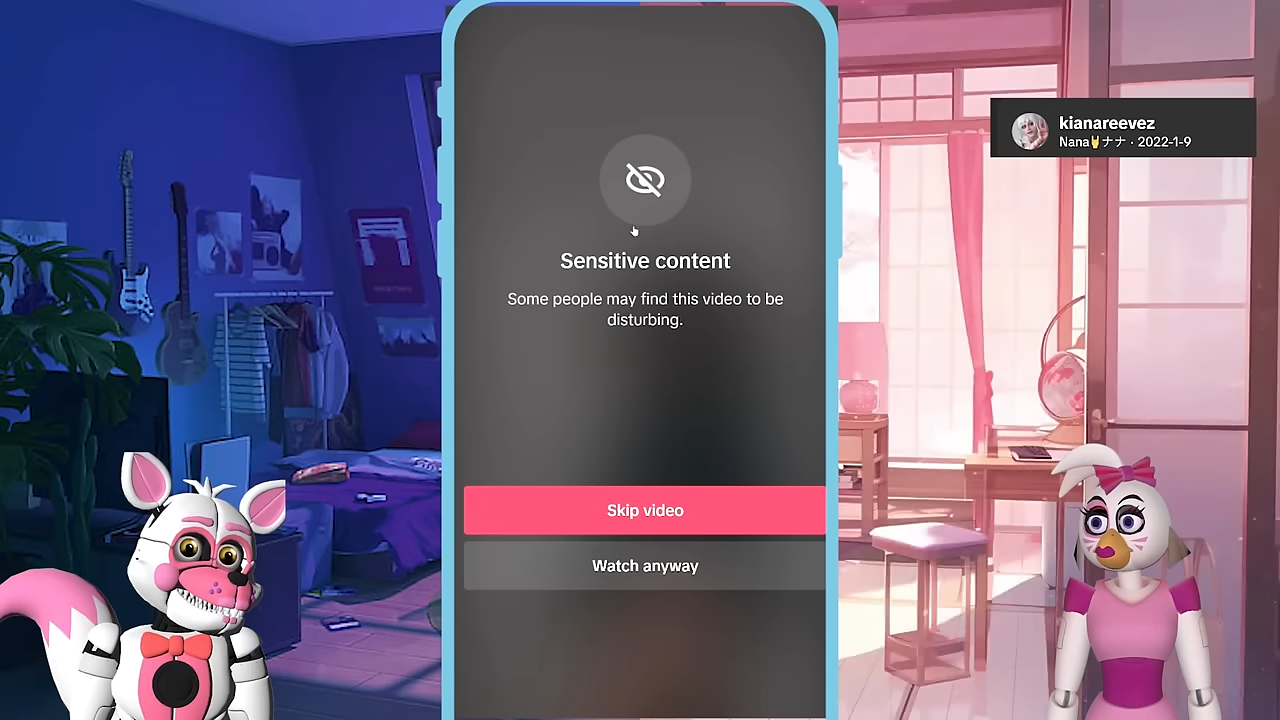 kianareevez
Nana🤘ナナ · 2022-1-9
Sensitive content
Some people may find this video to be
disturbing.
Skip video
Watch anyway